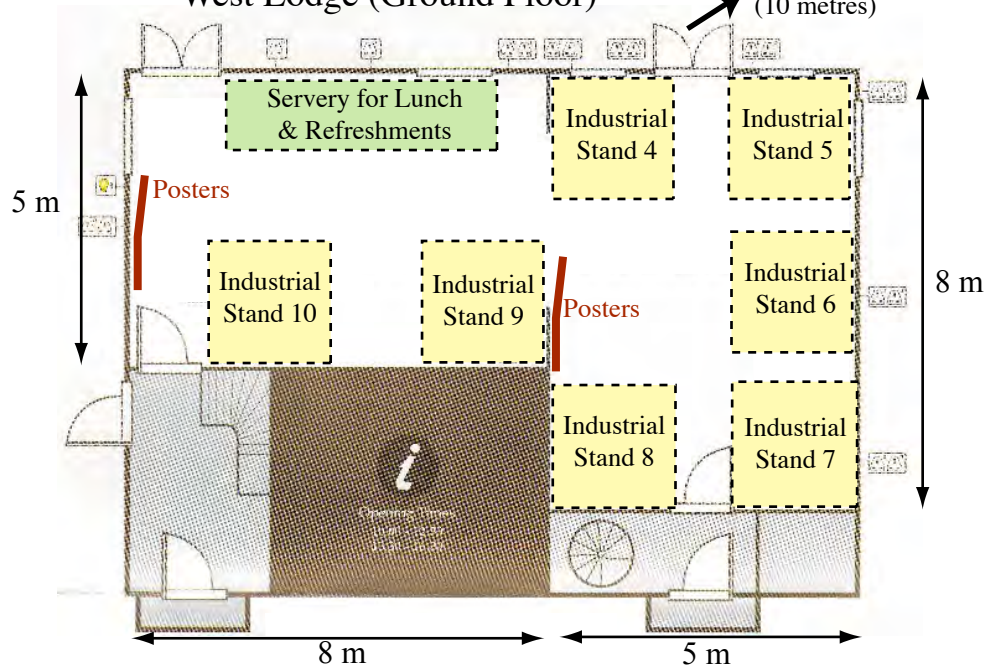 West Lodge (Ground Floor)
(10 metres)
Servery for Lunch
& Refreshments
Industrial
Stand 4
Industrial
Stand 5
5 m
Posters
Industrial
Stand 10
Industrial
Stand 9
Posters
Industrial
Stand 6
8 m
Industrial
Stand 8
Industrial
Stand 7
i
8 m
5 m